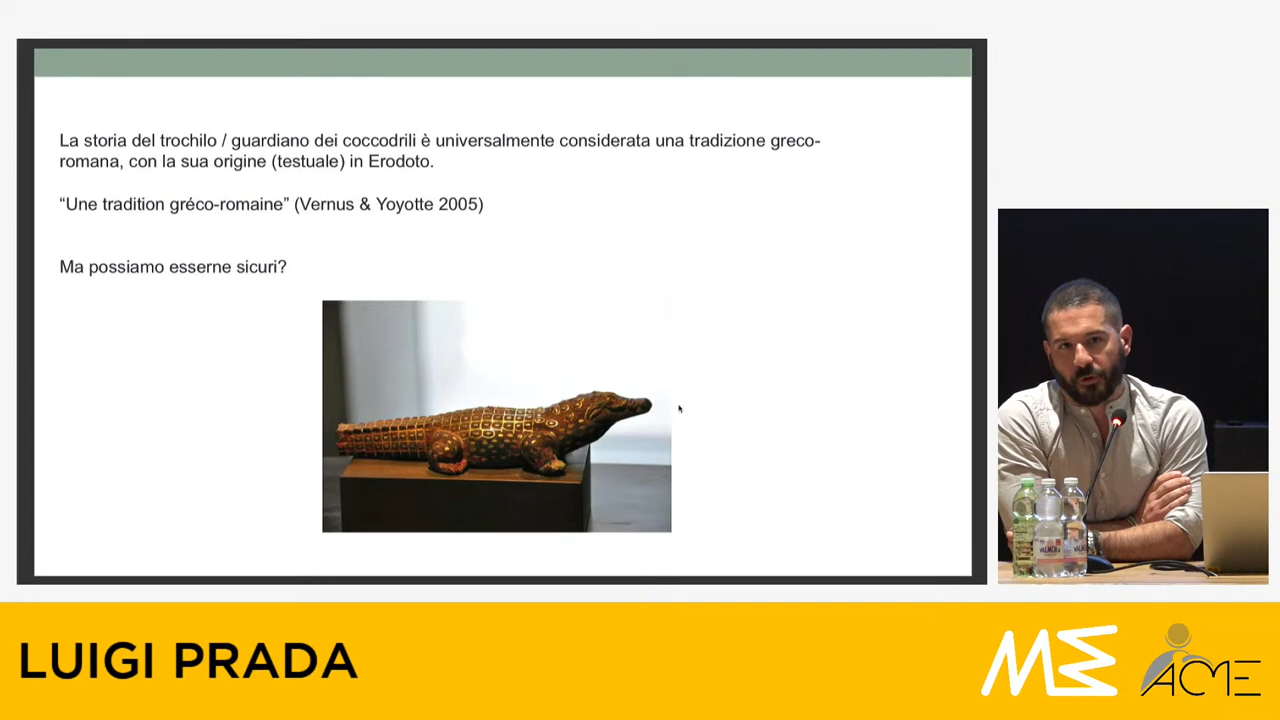 La storia del trochilo / guardiano dei coccodrili è universalmente considerata una tradizione greco-
romana, con la sua origine (testuale) in Erodoto.
“Une tradition gréco-romaine” (Vernus & Yoyotte 2005)
Ma possiamo esserne sicuri?
VALMORA
LUIGI PRADA
ME
ACME